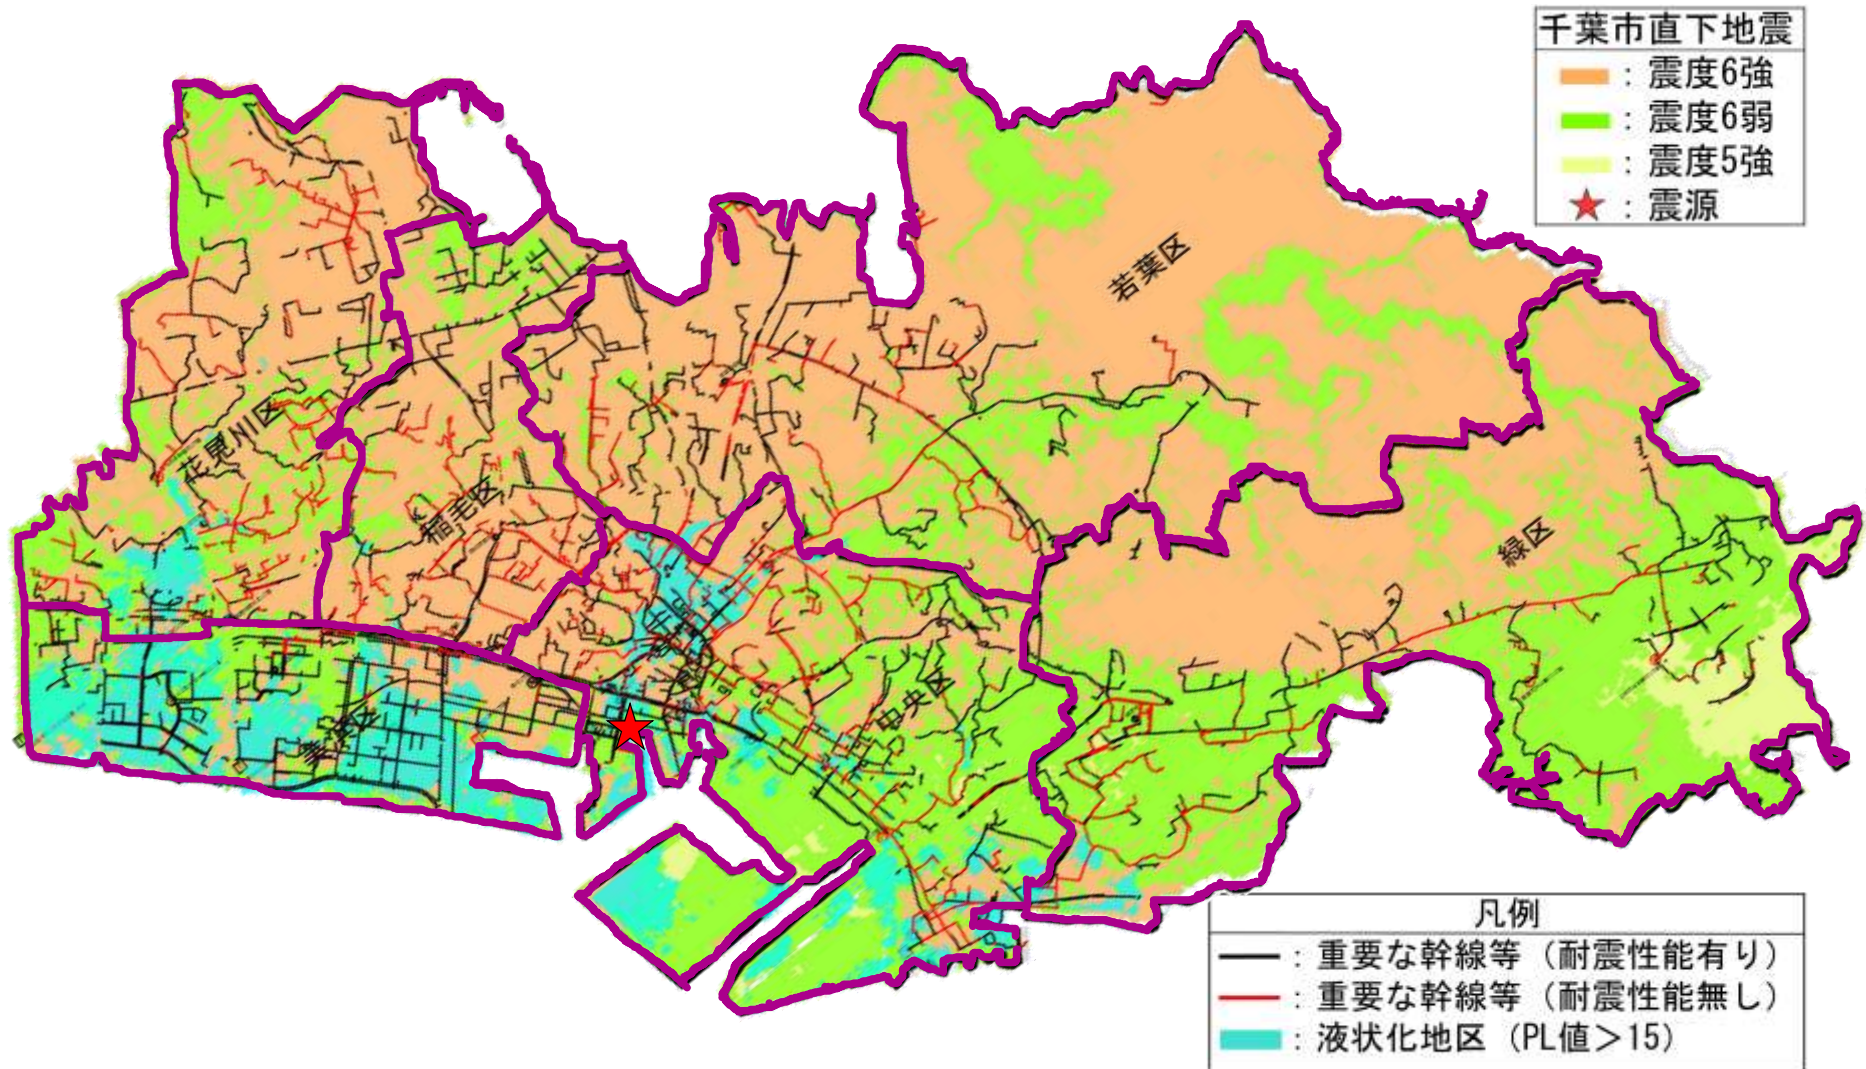 千葉市直下地震
：震度6強
：震度6弱
：震度5強
：震源
若葉区
花見川区
稲毛区
緑区
中央区
美浜区
凡例
：重要な幹線等（耐震性能有り）
：重要な幹線等（耐震性能無し）
：液状化地区（PL値＞15）